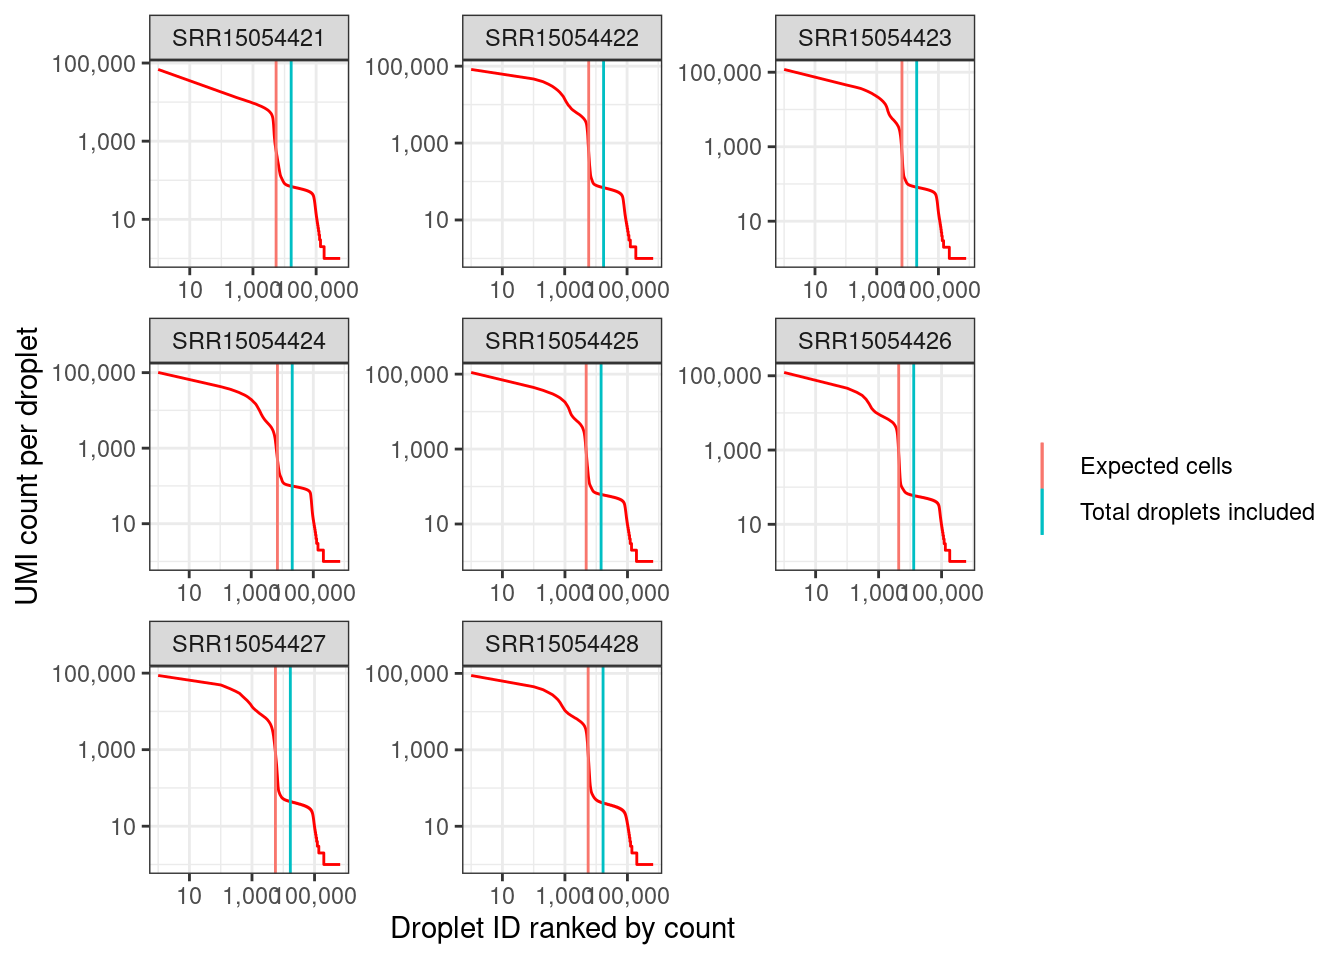 SRR15054421 SRR15054422 SRR15054423
100,000 100,000 100,000
1,000 1,000 1,000
10 10 10
10 1,000 100,000 10 1,000 100,000 10 1,000 100,000
SRR15054424 SRR15054425 SRR15054426
100,000 100,000 100,000
1,000 1,000 1,000
10 10 10
10 1,000 100,000 10 1,000 100,000 10 1,000 100,000
SRR15054427 SRR15054428
100,000 100,000
1,000 1,000
10 10
10 1,000 100,000 10 1,000 100,000
UMI count per droplet
Droplet ID ranked by count
Expected cells
Total droplets included